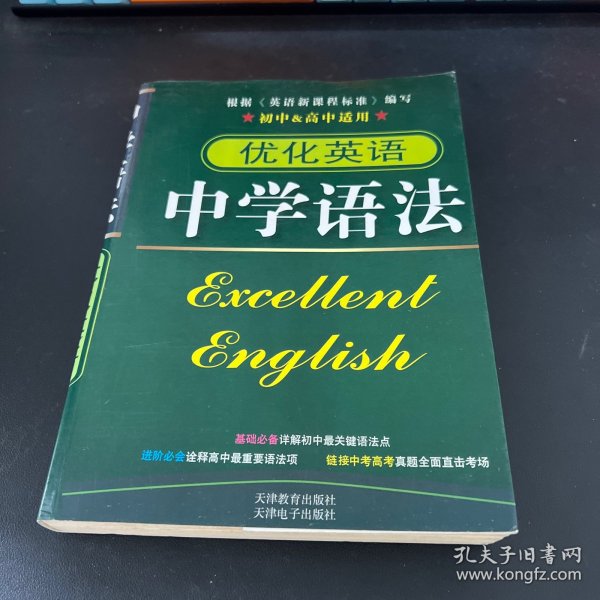 根据《英语新课程标准》编写
★初中&高中适用★
优化英语
中学语法
Excellent
English
基础必备详解初中最关键语法点
进阶必会诠释高中最重要语法项 链接中考高考真题全面直击考场
天津教育出版社
天津电子出版社
孔夫子旧书网
www.kongfz.com